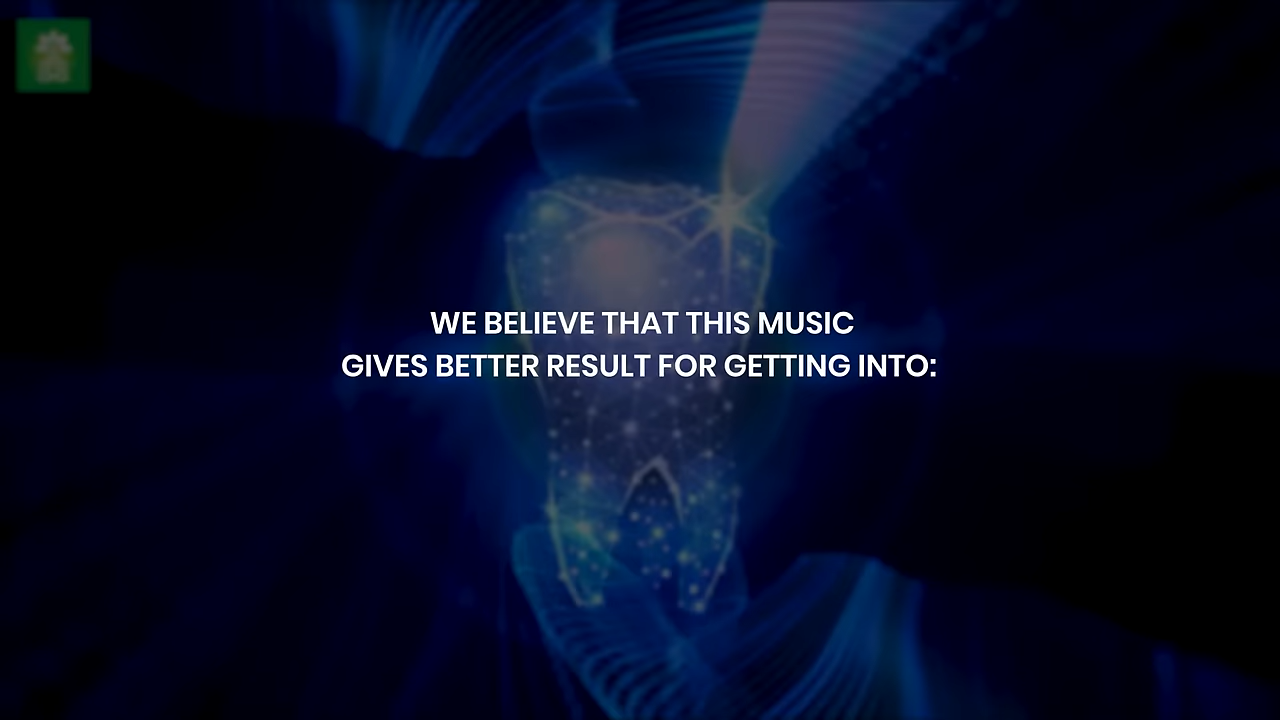 WE BELIEVE THAT THIS MUSIC
GIVES BETTER RESULT FOR GETTING INTO: